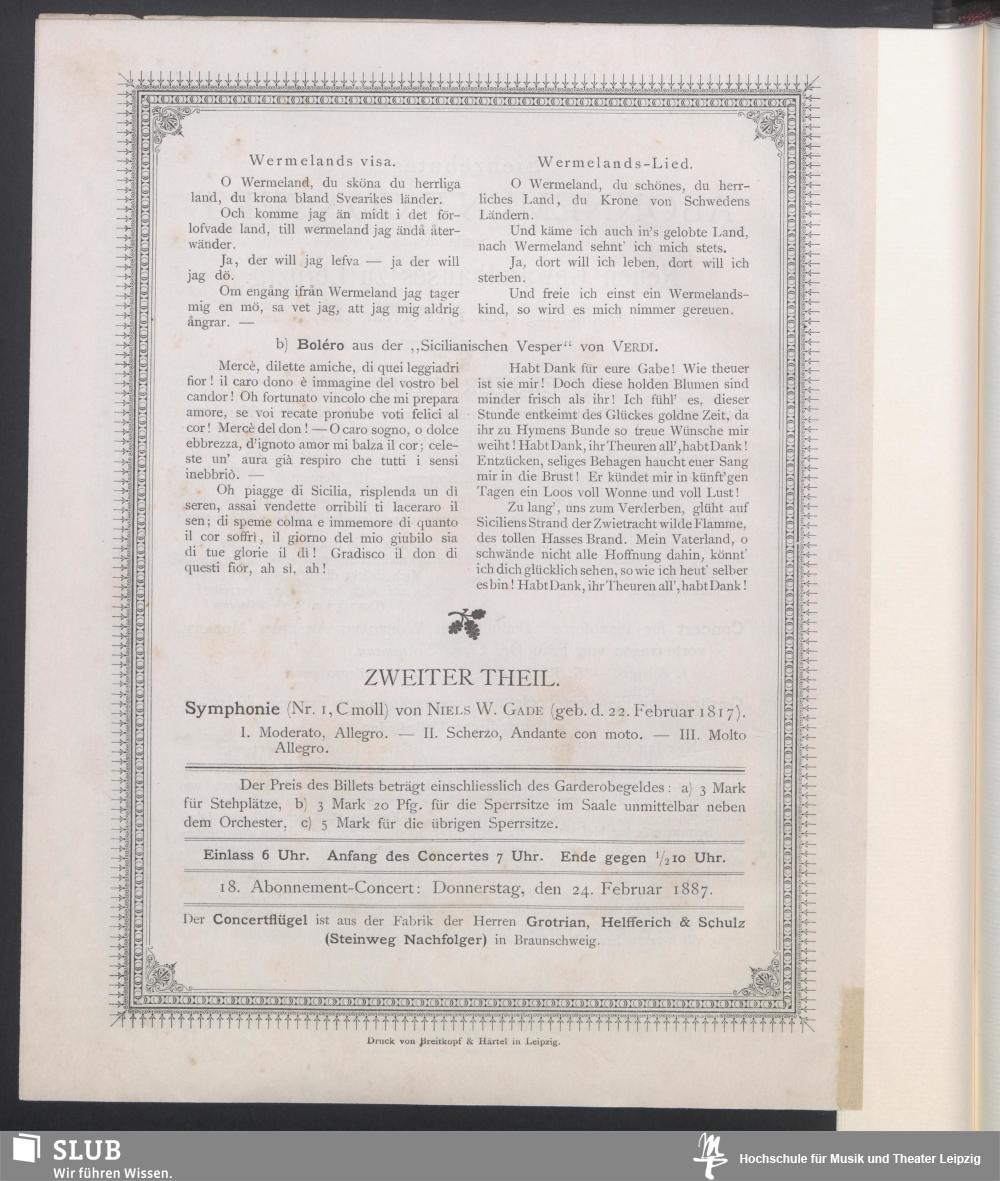 Wermelands visa.
O Wermeland, du sköna du herrliga
land, du krona bland Svearikes länder.
Och komme jag än midt i det för-
lofvade land, till wermeland jag ändå åter-
wänder.
Ja, der will jag lefva — ja der will
jag dö.
Om engång ifrån Wermeland jag tager
mig en mö, sa vet jag, att jag mig aldrig
ångrar. —
Wermelands-Lied.
O Wermeland, du schönes, du herr-
liches Land, du Krone von Schwedens
Ländern.
Und käme ich auch in's gelobte Land,
nach Wermeland sehnt' ich mich stets.
Ja, dort will ich leben, dort will ich
sterben.
Und freie ich einst ein Wermelands-
kind, so wird es mich nimmer gereuen.
b) Boléro aus der ,,Sicilianischen Vesper“ von VERDI.
Mercè, dilette amiche, di quei leggiadri
fior! il caro dono è immagine del vostro bel
candor! Oh fortunato vincolo che mi prepara
amore, se voi recate pronube voti felici al
cor! Mercè del don! — O caro sogno, o dolce
ebbrezza, d'ignoto amor mi balza il cor; cele-
ste un' aura già respiro che tutti i sensi
inebbriò. —
Oh piagge di Sicilia, risplenda un dì
seren, assai vendette orribili ti laceraro il
sen; di speme colma e immemore di quanto
il cor soffrì, il giorno del mio giubilo sia
di tue glorie il dì! Gradisco il don di
questi fior, ah sì, ah!
Habt Dank für eure Gabe! Wie theuer
ist sie mir! Doch diese holden Blumen sind
minder frisch als ihr! Ich fühl' es, dieser
Stunde entkeimt des Glückes goldne Zeit, da
ihr zu Hymens Bunde so treue Wünsche mir
weiht! Habt Dank, ihr Theuren all', habt Dank!
Entzücken, seliges Behagen haucht euer Sang
mir in die Brust! Er kündet mir in künft'gen
Tagen ein Loos voll Wonne und voll Lust!
Zu lang', uns zum Verderben, glüht auf
Siciliens Strand der Zwietracht wilde Flamme,
des tollen Hasses Brand. Mein Vaterland, o
schwände nicht alle Hoffnung dahin, könnt'
ich dich glücklich sehen, so wie ich heut' selber
es bin! Habt Dank, ihr Theuren all', habt Dank!
ZWEITER THEIL.
Symphonie (Nr. 1, C moll) von NIELS W. GADE (geb. d. 22. Februar 1817).
I. Moderato, Allegro. — II. Scherzo, Andante con moto. — III. Molto
Allegro.
Der Preis des Billets beträgt einschliesslich des Garderobegeldes: a) 3 Mark
für Stehplätze, b) 3 Mark 20 Pfg. für die Sperrsitze im Saale unmittelbar neben
dem Orchester, c) 5 Mark für die übrigen Sperrsitze.
Einlass 6 Uhr. Anfang des Concertes 7 Uhr. Ende gegen 1/2 10 Uhr.
18. Abonnement-Concert: Donnerstag, den 24. Februar 1887.
Der Concertflügel ist aus der Fabrik der Herren Grotrian, Helfferich & Schulz
(Steinweg Nachfolger) in Braunschweig.
Druck von Breitkopf & Härtel in Leipzig.
SLUB
Wir führen Wissen.
Hochschule für Musik und Theater Leipzig